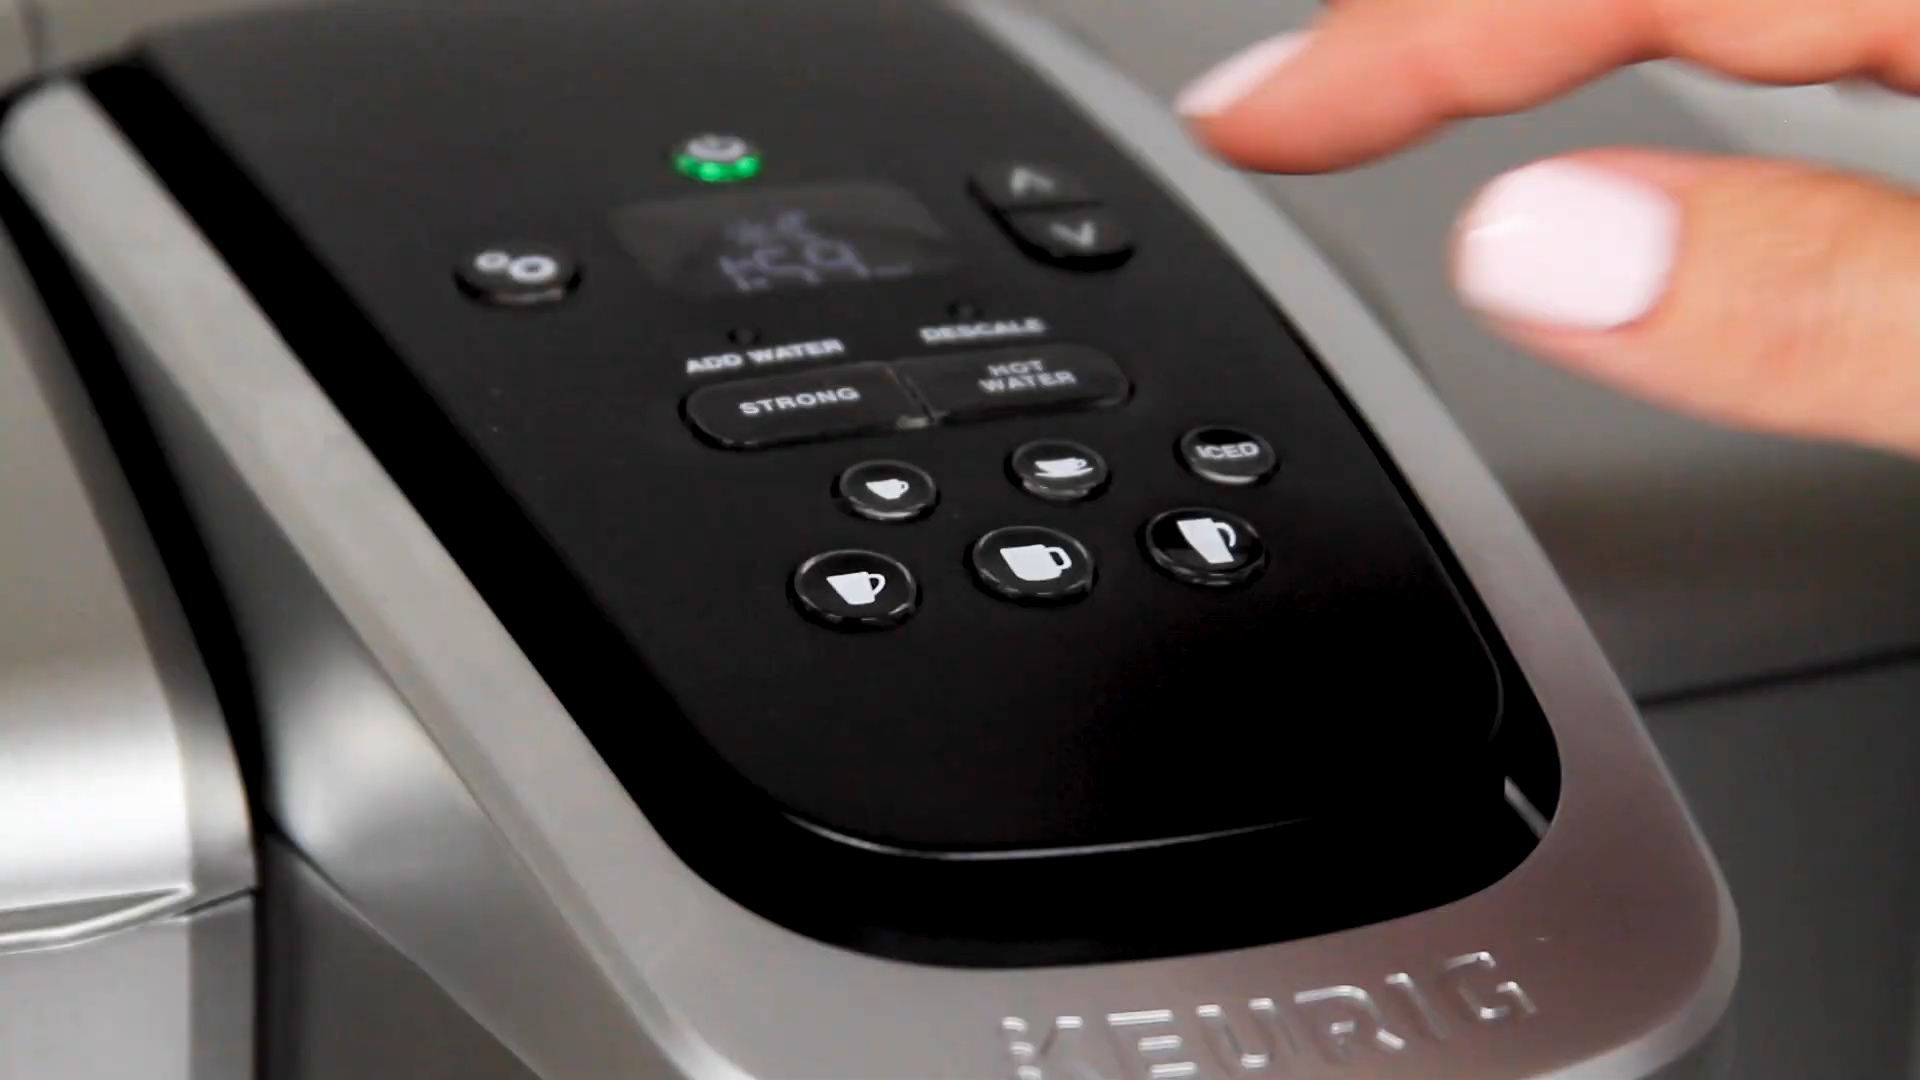 ADD WATER
DESCALE
STRONG
HOT
WATER
ICED
KEURIG